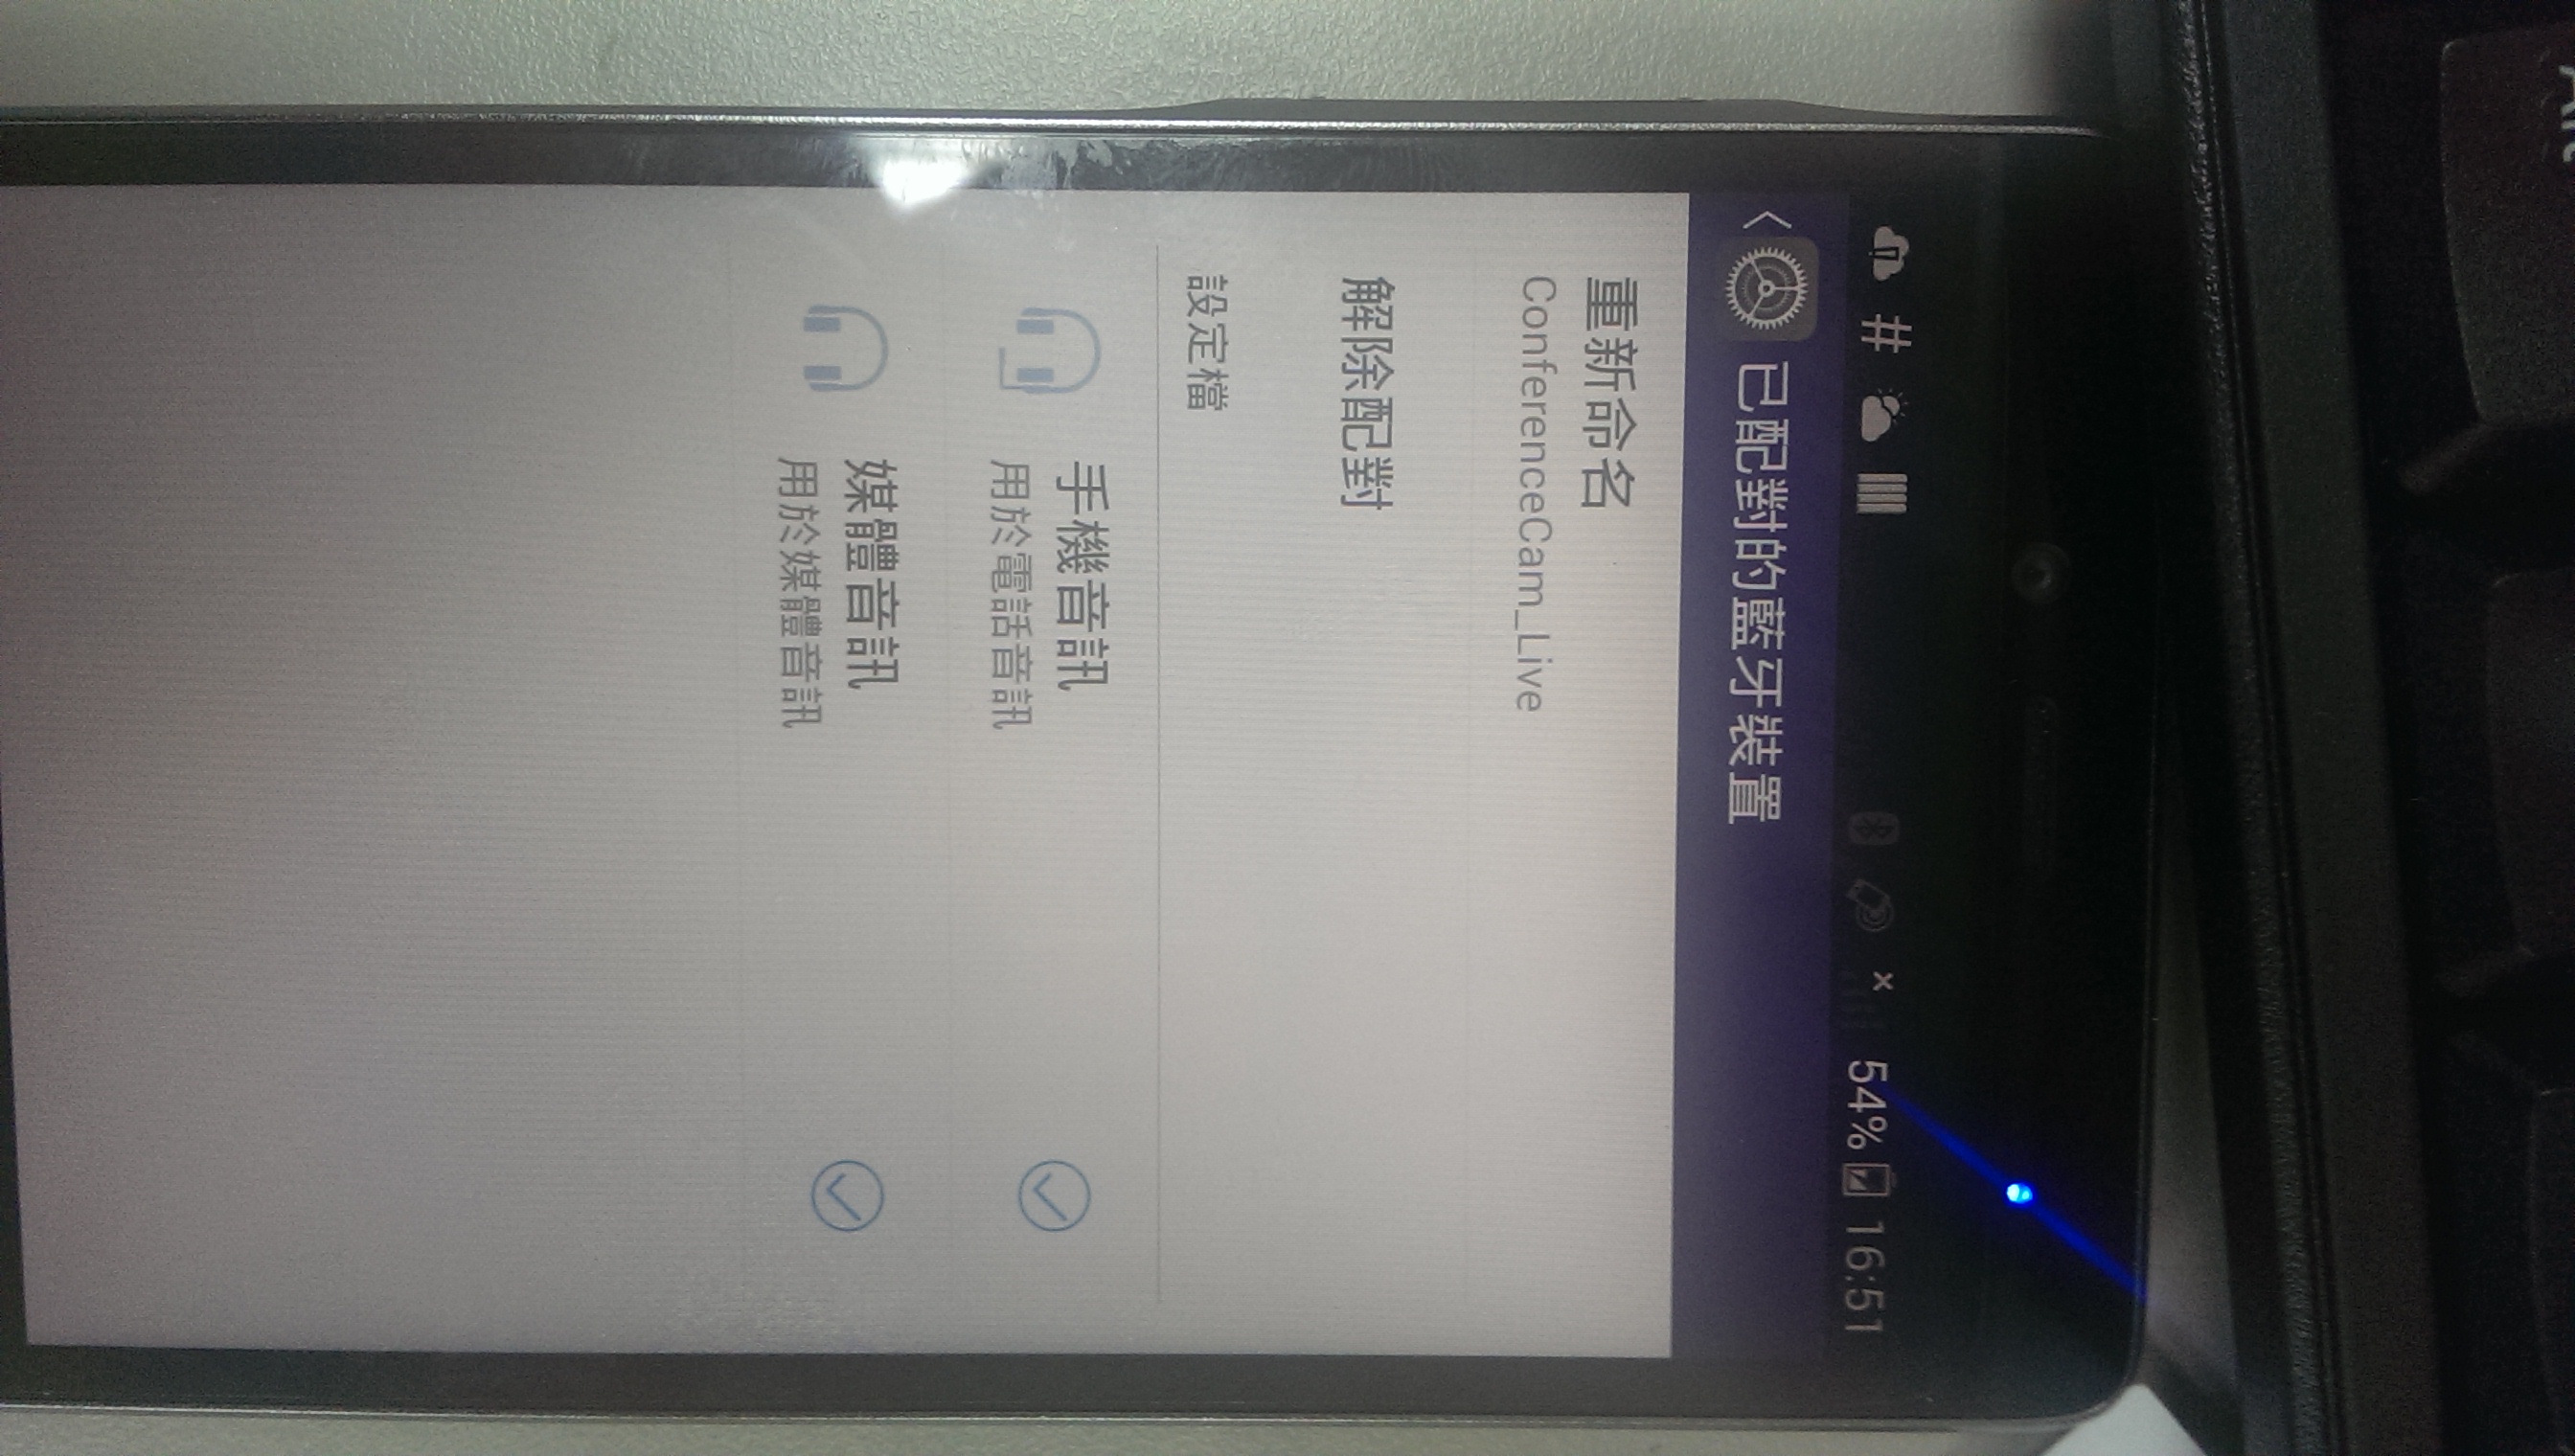 54% 16:51
已配對的藍牙裝置
重新命名
ConferenceCam_Live
解除配對
設定檔
手機音訊
用於電話音訊
媒體音訊
用於媒體音訊
Alt